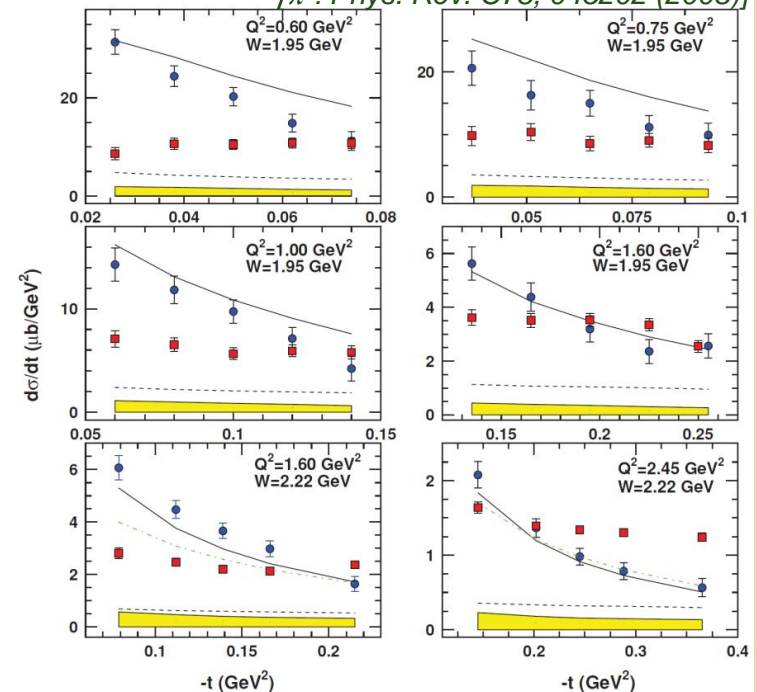 Phys. Rev.
Q²=0.60 GeV²
W=1.95 GeV
20
0
0.02 0.04 0.06 0.08
Q²=0.75 GeV²
W=1.95 GeV
20
0
0.05 0.075 0.1
dσ/dt (μb/GeV²)
Q²=1.00 GeV²
W=1.95 GeV
10
0
0.05 0.1 0.15
Q²=1.60 GeV²
W=1.95 GeV
6
4
2
0
0.15 0.2 0.25
Q²=1.60 GeV²
W=2.22 GeV
6
4
2
0
0.1 0.15 0.2
-t (GeV²)
Q²=2.45 GeV²
W=2.22 GeV
2
1
0
0.2 0.3 0.4
-t (GeV²)